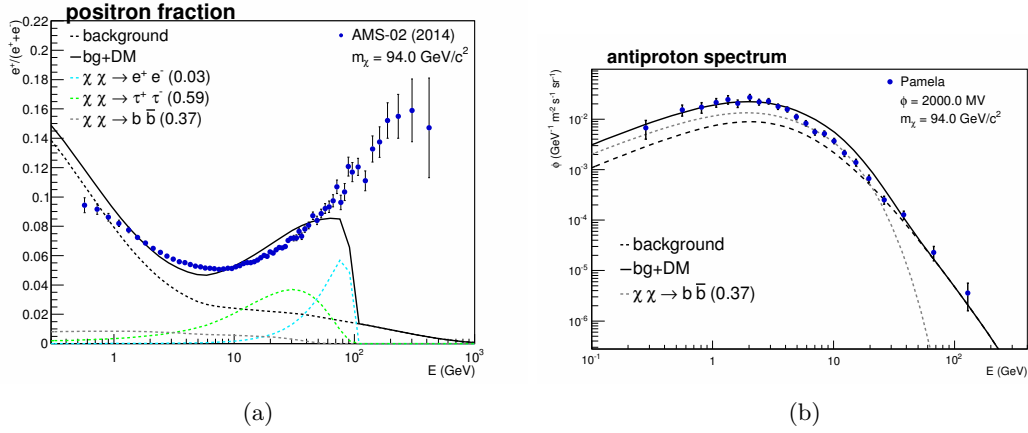 positron fraction
e⁺/(e⁺+e⁻)
0.22
0.2
0.18
0.16
0.14
0.12
0.1
0.08
0.06
0.04
0.02
0
background
bg+DM
χ χ → e⁺ e⁻ (0.03)
χ χ → τ⁺ τ⁻ (0.59)
χ χ → b b̅ (0.37)
AMS-02 (2014)
mχ = 94.0 GeV/c²
1
10
10²
10³
E (GeV)
(a)
antiproton spectrum
ϕ (GeV⁻¹ m⁻² s⁻¹ sr⁻¹)
10⁻¹
10⁻²
10⁻³
10⁻⁴
10⁻⁵
10⁻⁶
Pamela
ϕ = 2000.0 MV
mχ = 94.0 GeV/c²
background
bg+DM
χ χ → b b̅ (0.37)
10⁻¹
1
10
10²
E (GeV)
(b)